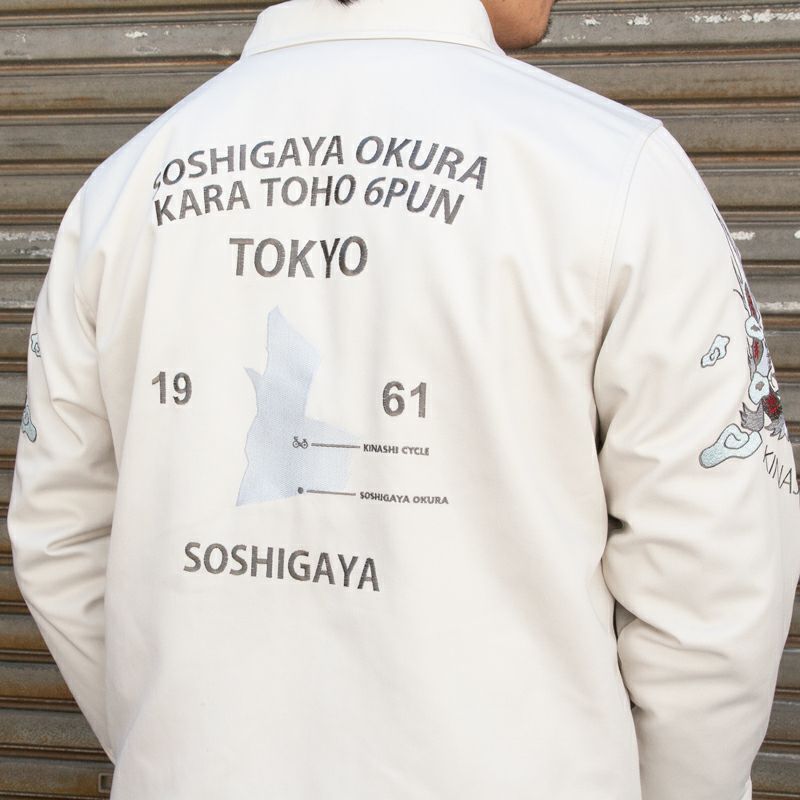 SOSHIGAYA OKURA
KARA TOHO 6PUN
TOKYO
19 61
KINASHI CYCLE
SOSHIGAYA OKURA
SOSHIGAYA